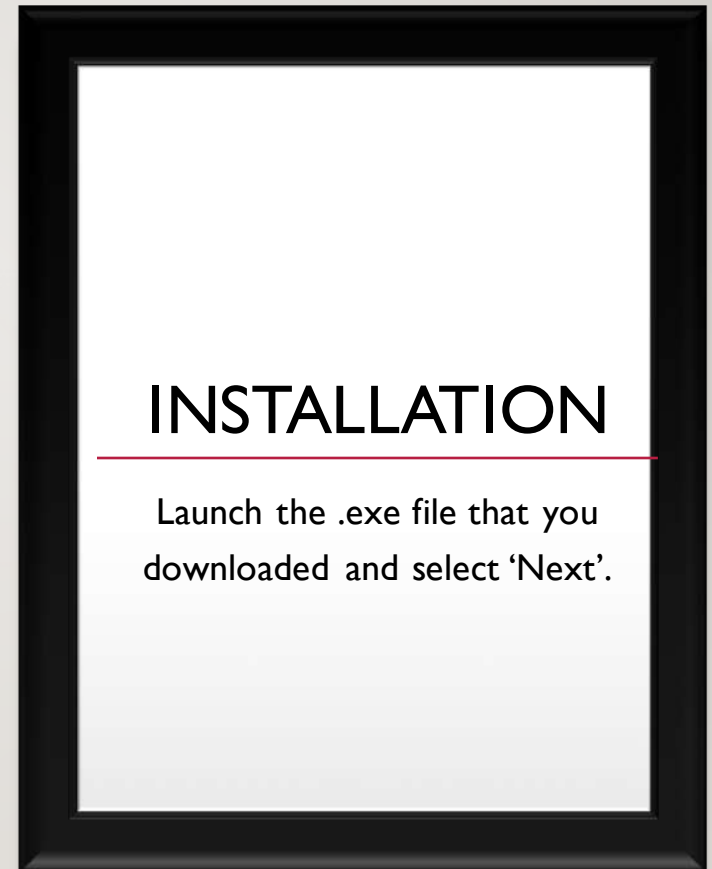 INSTALLATION
Launch the .exe file that you
downloaded and select ‘Next’.